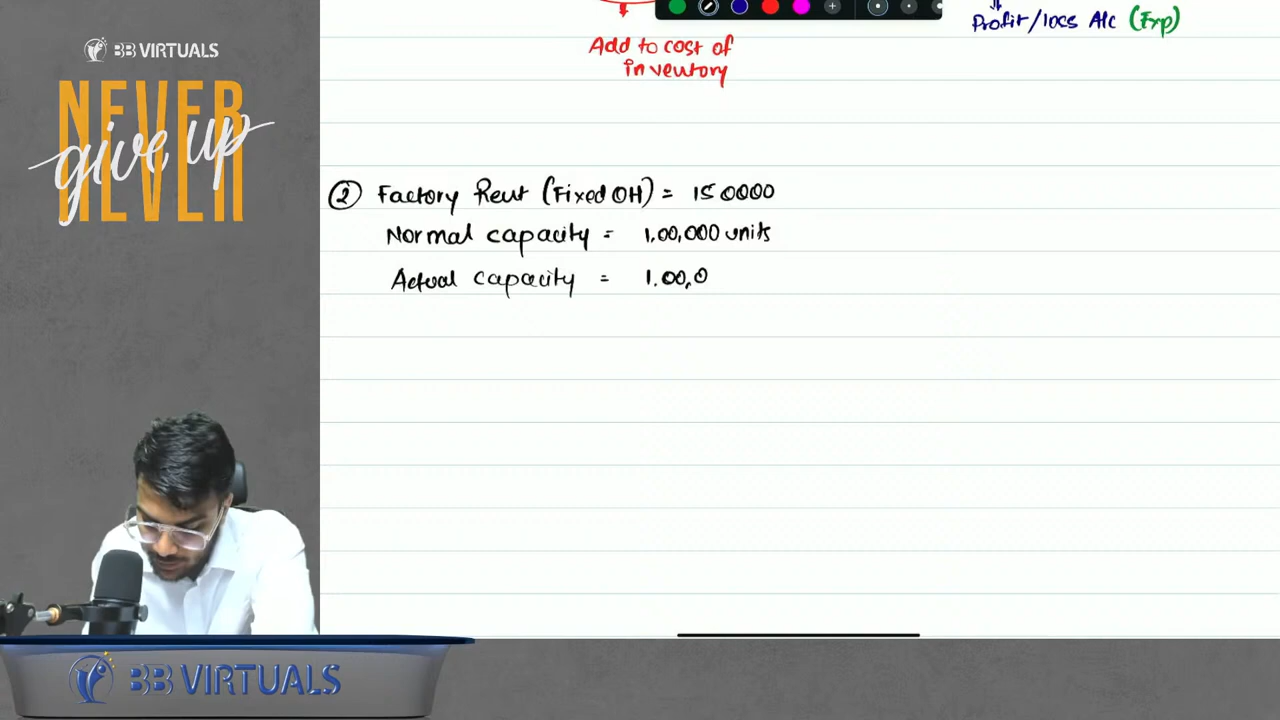 BB VIRTUALS
NEVER
give up
NEVER
Profit/loss A/c (Exp)
Add to cost of
inventory
② Factory Rent (Fixed OH) = 150000
Normal capacity = 1,00,000 units
Actual capacity = 1.00,0
BB VIRTUALS